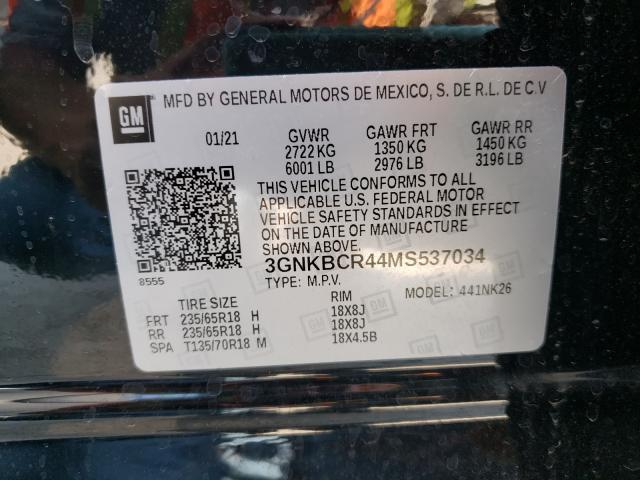 GM
MFD BY GENERAL MOTORS DE MEXICO, S. DE R.L. DE C.V
01/21 GVWR GAWR FRT GAWR RR
2722 KG 1350 KG 1450 KG
6001 LB 2976 LB 3196 LB
THIS VEHICLE CONFORMS TO ALL
APPLICABLE U.S. FEDERAL MOTOR
VEHICLE SAFETY STANDARDS IN EFFECT
ON THE DATE OF MANUFACTURE
SHOWN ABOVE.
3GNKBCR44MS537034
8555 TYPE: M.P.V. MODEL: 441NK26
TIRE SIZE RIM
FRT 235/65R18 H 18X8J
RR 235/65R18 H 18X8J
SPA T135/70R18 M 18X4.5B